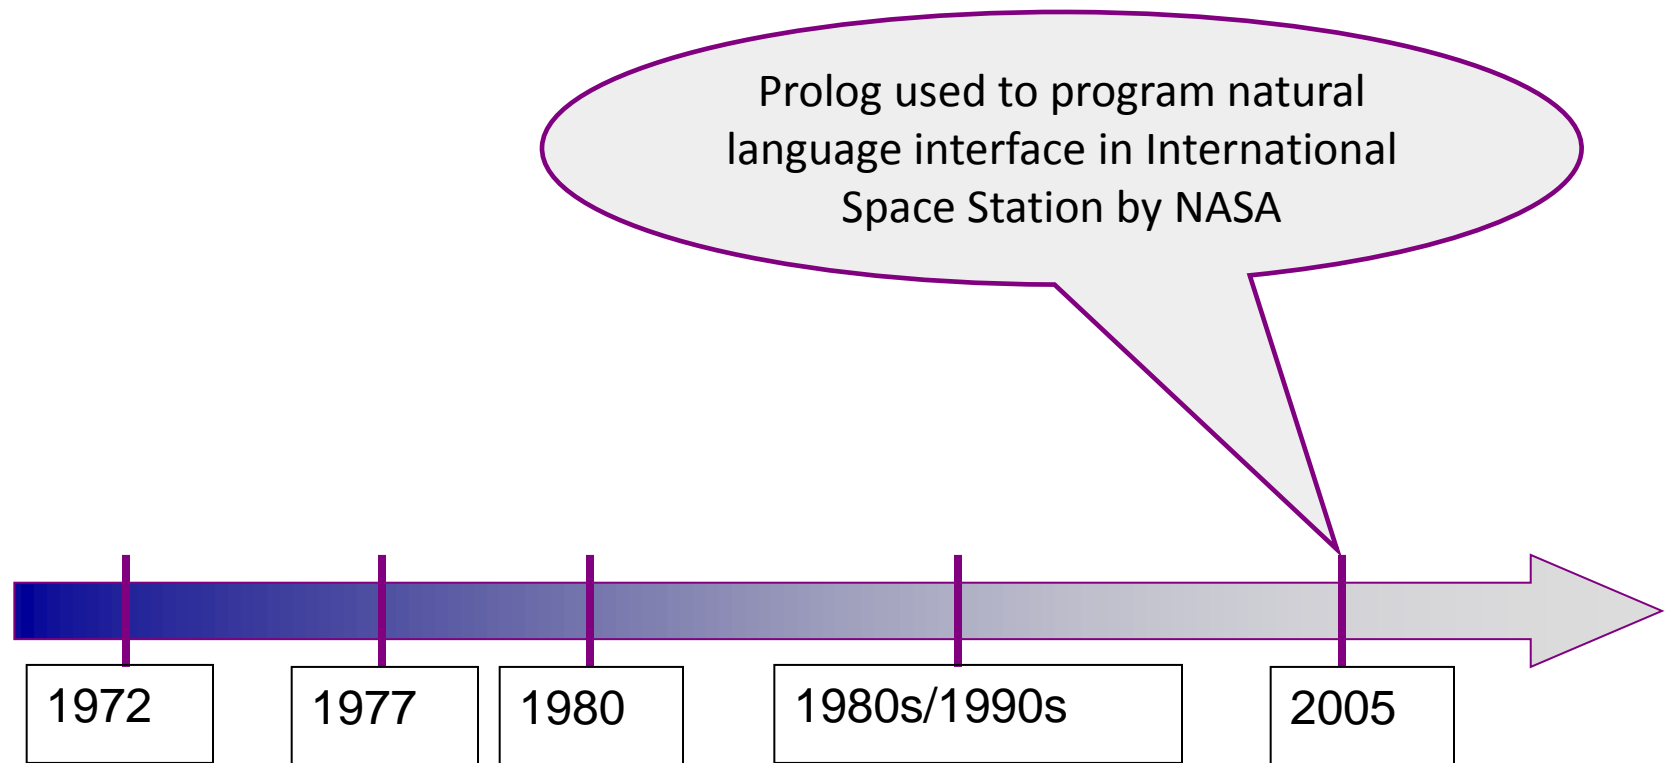 Prolog used to program natural
language interface in International
Space Station by NASA
1972
1977
1980
1980s/1990s
2005